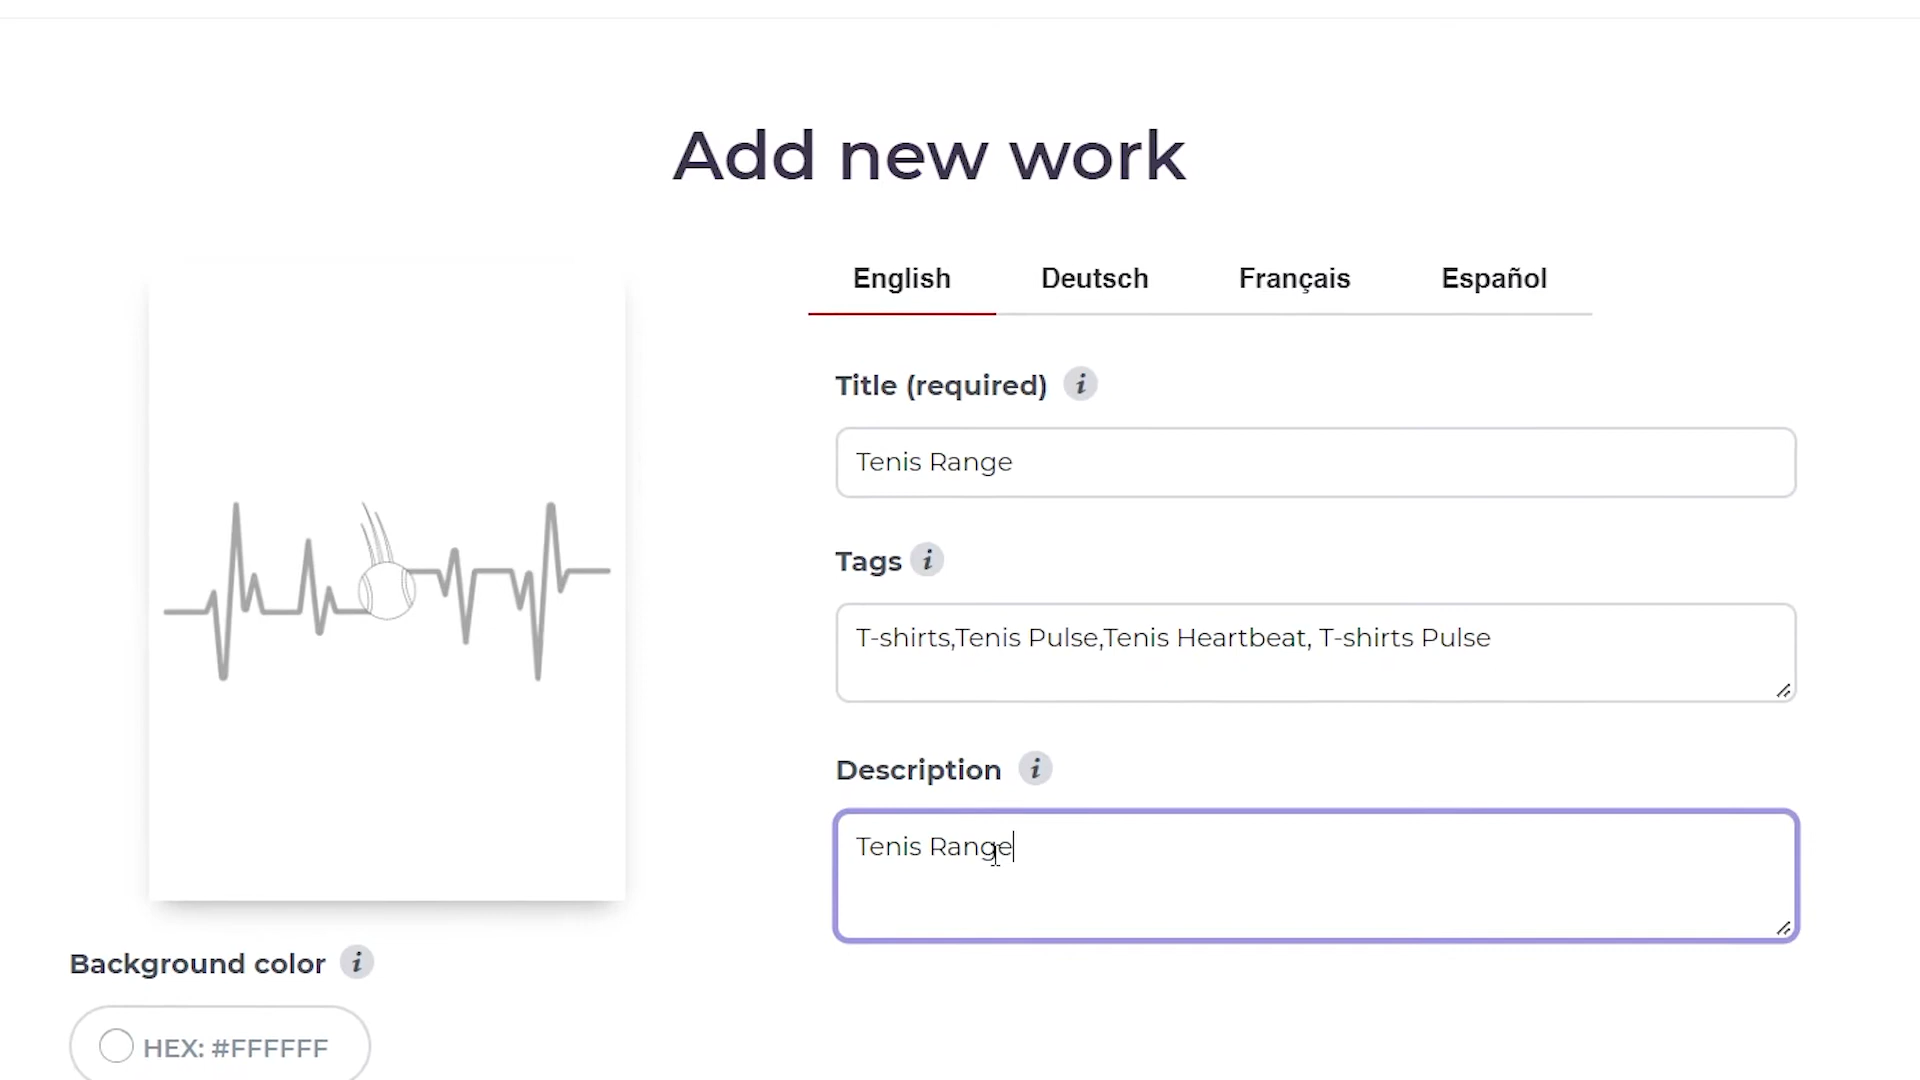 Add new work
English Deutsch Français Español
Title (required) i
Tenis Range
Tags i
T-shirts,Tenis Pulse,Tenis Heartbeat, T-shirts Pulse
Description i
Tenis Range
Background color i
HEX: #FFFFFF